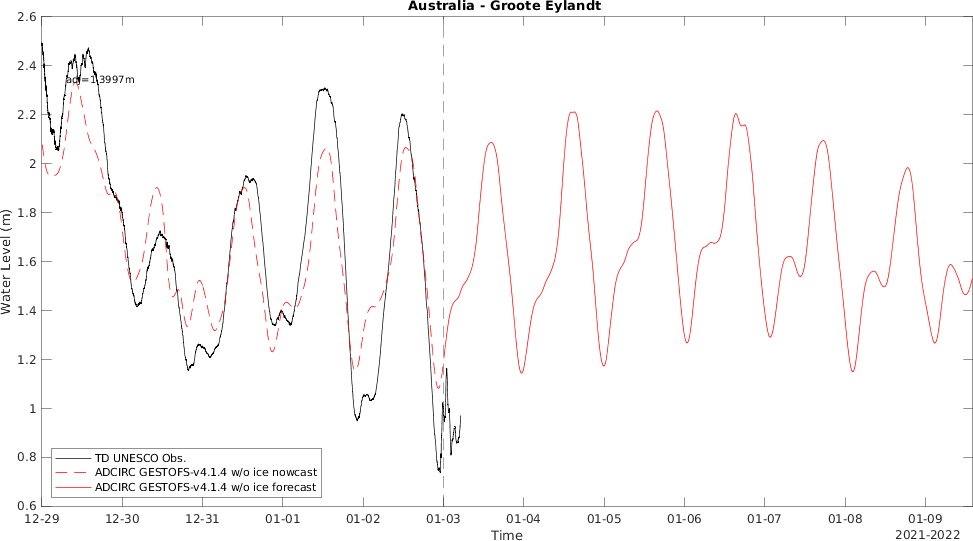 Australia - Groote Eylandt
2.6
2.4
2.2
2
1.8
1.6
1.4
1.2
1
0.8
0.6
Water Level (m)
adj=1.3997m
TD UNESCO Obs.
ADCIRC GESTOFS-v4.1.4 w/o ice nowcast
ADCIRC GESTOFS-v4.1.4 w/o ice forecast
12-29 12-30 12-31 01-01 01-02 01-03 01-04 01-05 01-06 01-07 01-08 01-09
Time
2021-2022